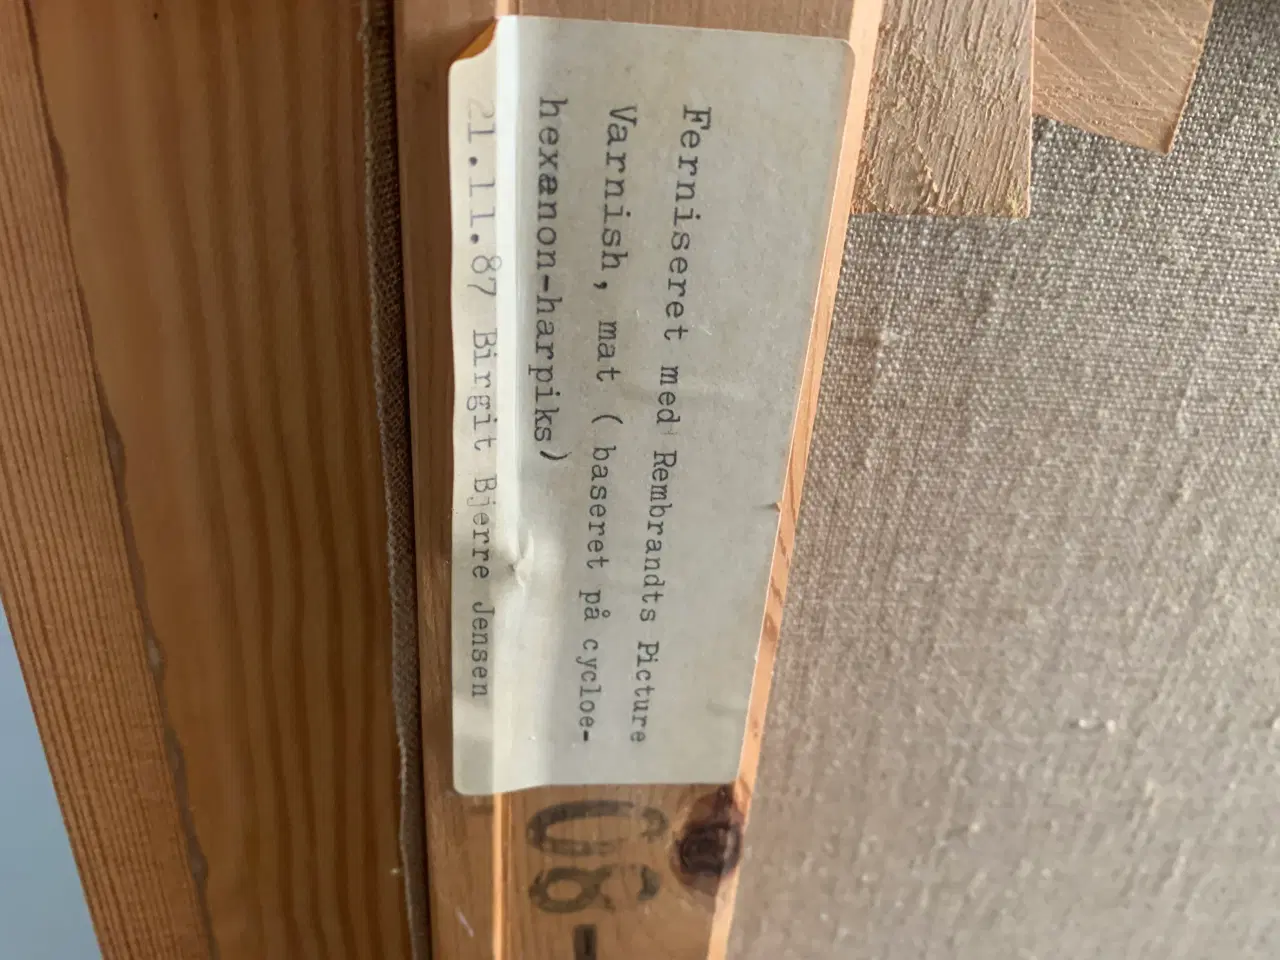 Ferniseret med Rembrandts Picture
Varnish, mat ( baseret på cycloe-
hexanon-harpiks)
21.11.87 Birgit Bjerre Jensen